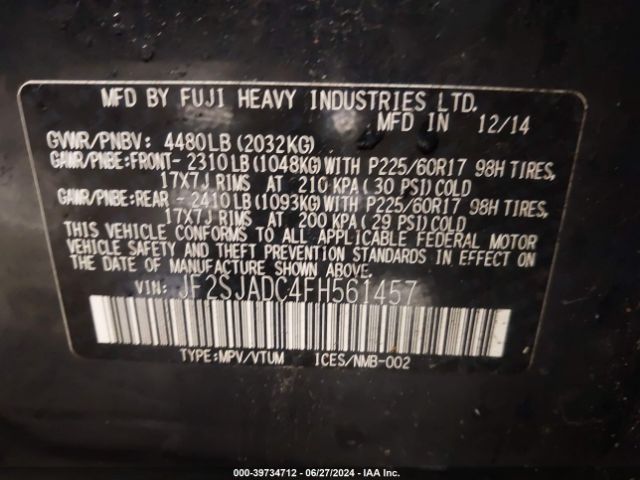 MFD BY FUJI HEAVY INDUSTRIES LTD.
MFD IN 12/14
GVWR/PNBV: 4480LB (2032KG)
GAWR/PNBE:FRONT- 2310LB(1048KG)WITH P225/60R17 98H TIRES,
17X7J RIMS AT 210 KPA( 30 PSI)COLD
GAWR/PNBE:REAR - 2410LB(1093KG)WITH P225/60R17 98H TIRES,
17X7J RIMS AT 200 KPA( 29 PSI)COLD
THIS VEHICLE CONFORMS TO ALL APPLICABLE FEDERAL MOTOR
VEHICLE SAFETY AND THEFT PREVENTION STANDARDS IN EFFECT
ON THE DATE OF MANUFACTURE SHOWN ABOVE.
VIN: JF2SJADC4FH561457
TYPE:MPV/VTUM ICES/NMB-002
000-39734712 - 06/27/2024 - IAA Inc.